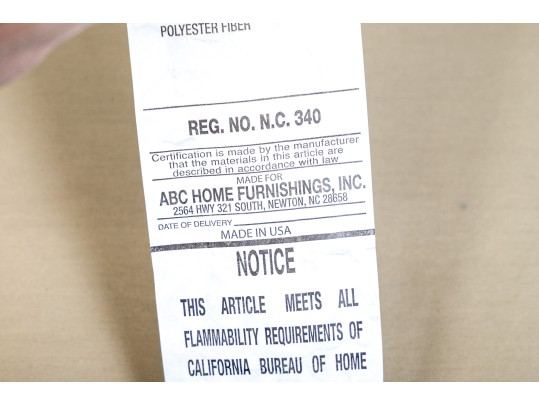 POLYESTER FIBER
REG. NO. N.C. 340
Certification is made by the manufacturer
that the materials in this article are
described in accordance with law
MADE FOR
ABC HOME FURNISHINGS, INC.
2564 HWY 321 SOUTH, NEWTON, NC 28658
DATE OF DELIVERY
MADE IN USA
NOTICE
THIS ARTICLE MEETS ALL
FLAMMABILITY REQUIREMENTS OF
CALIFORNIA BUREAU OF HOME